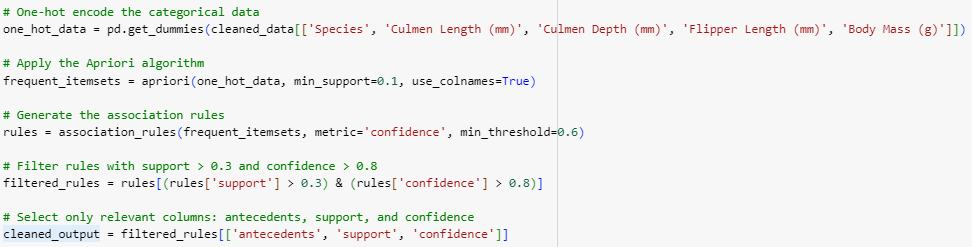 # One-hot encode the categorical data
one_hot_data = pd.get_dummies(cleaned_data[['Species', 'Culmen Length (mm)', 'Culmen Depth (mm)', 'Flipper Length (mm)', 'Body Mass (g)']])
# Apply the Apriori algorithm
frequent_itemsets = apriori(one_hot_data, min_support=0.1, use_colnames=True)
# Generate the association rules
rules = association_rules(frequent_itemsets, metric='confidence', min_threshold=0.6)
# Filter rules with support > 0.3 and confidence > 0.8
filtered_rules = rules[(rules['support'] > 0.3) & (rules['confidence'] > 0.8)]
# Select only relevant columns: antecedents, support, and confidence
cleaned_output = filtered_rules[['antecedents', 'support', 'confidence']]